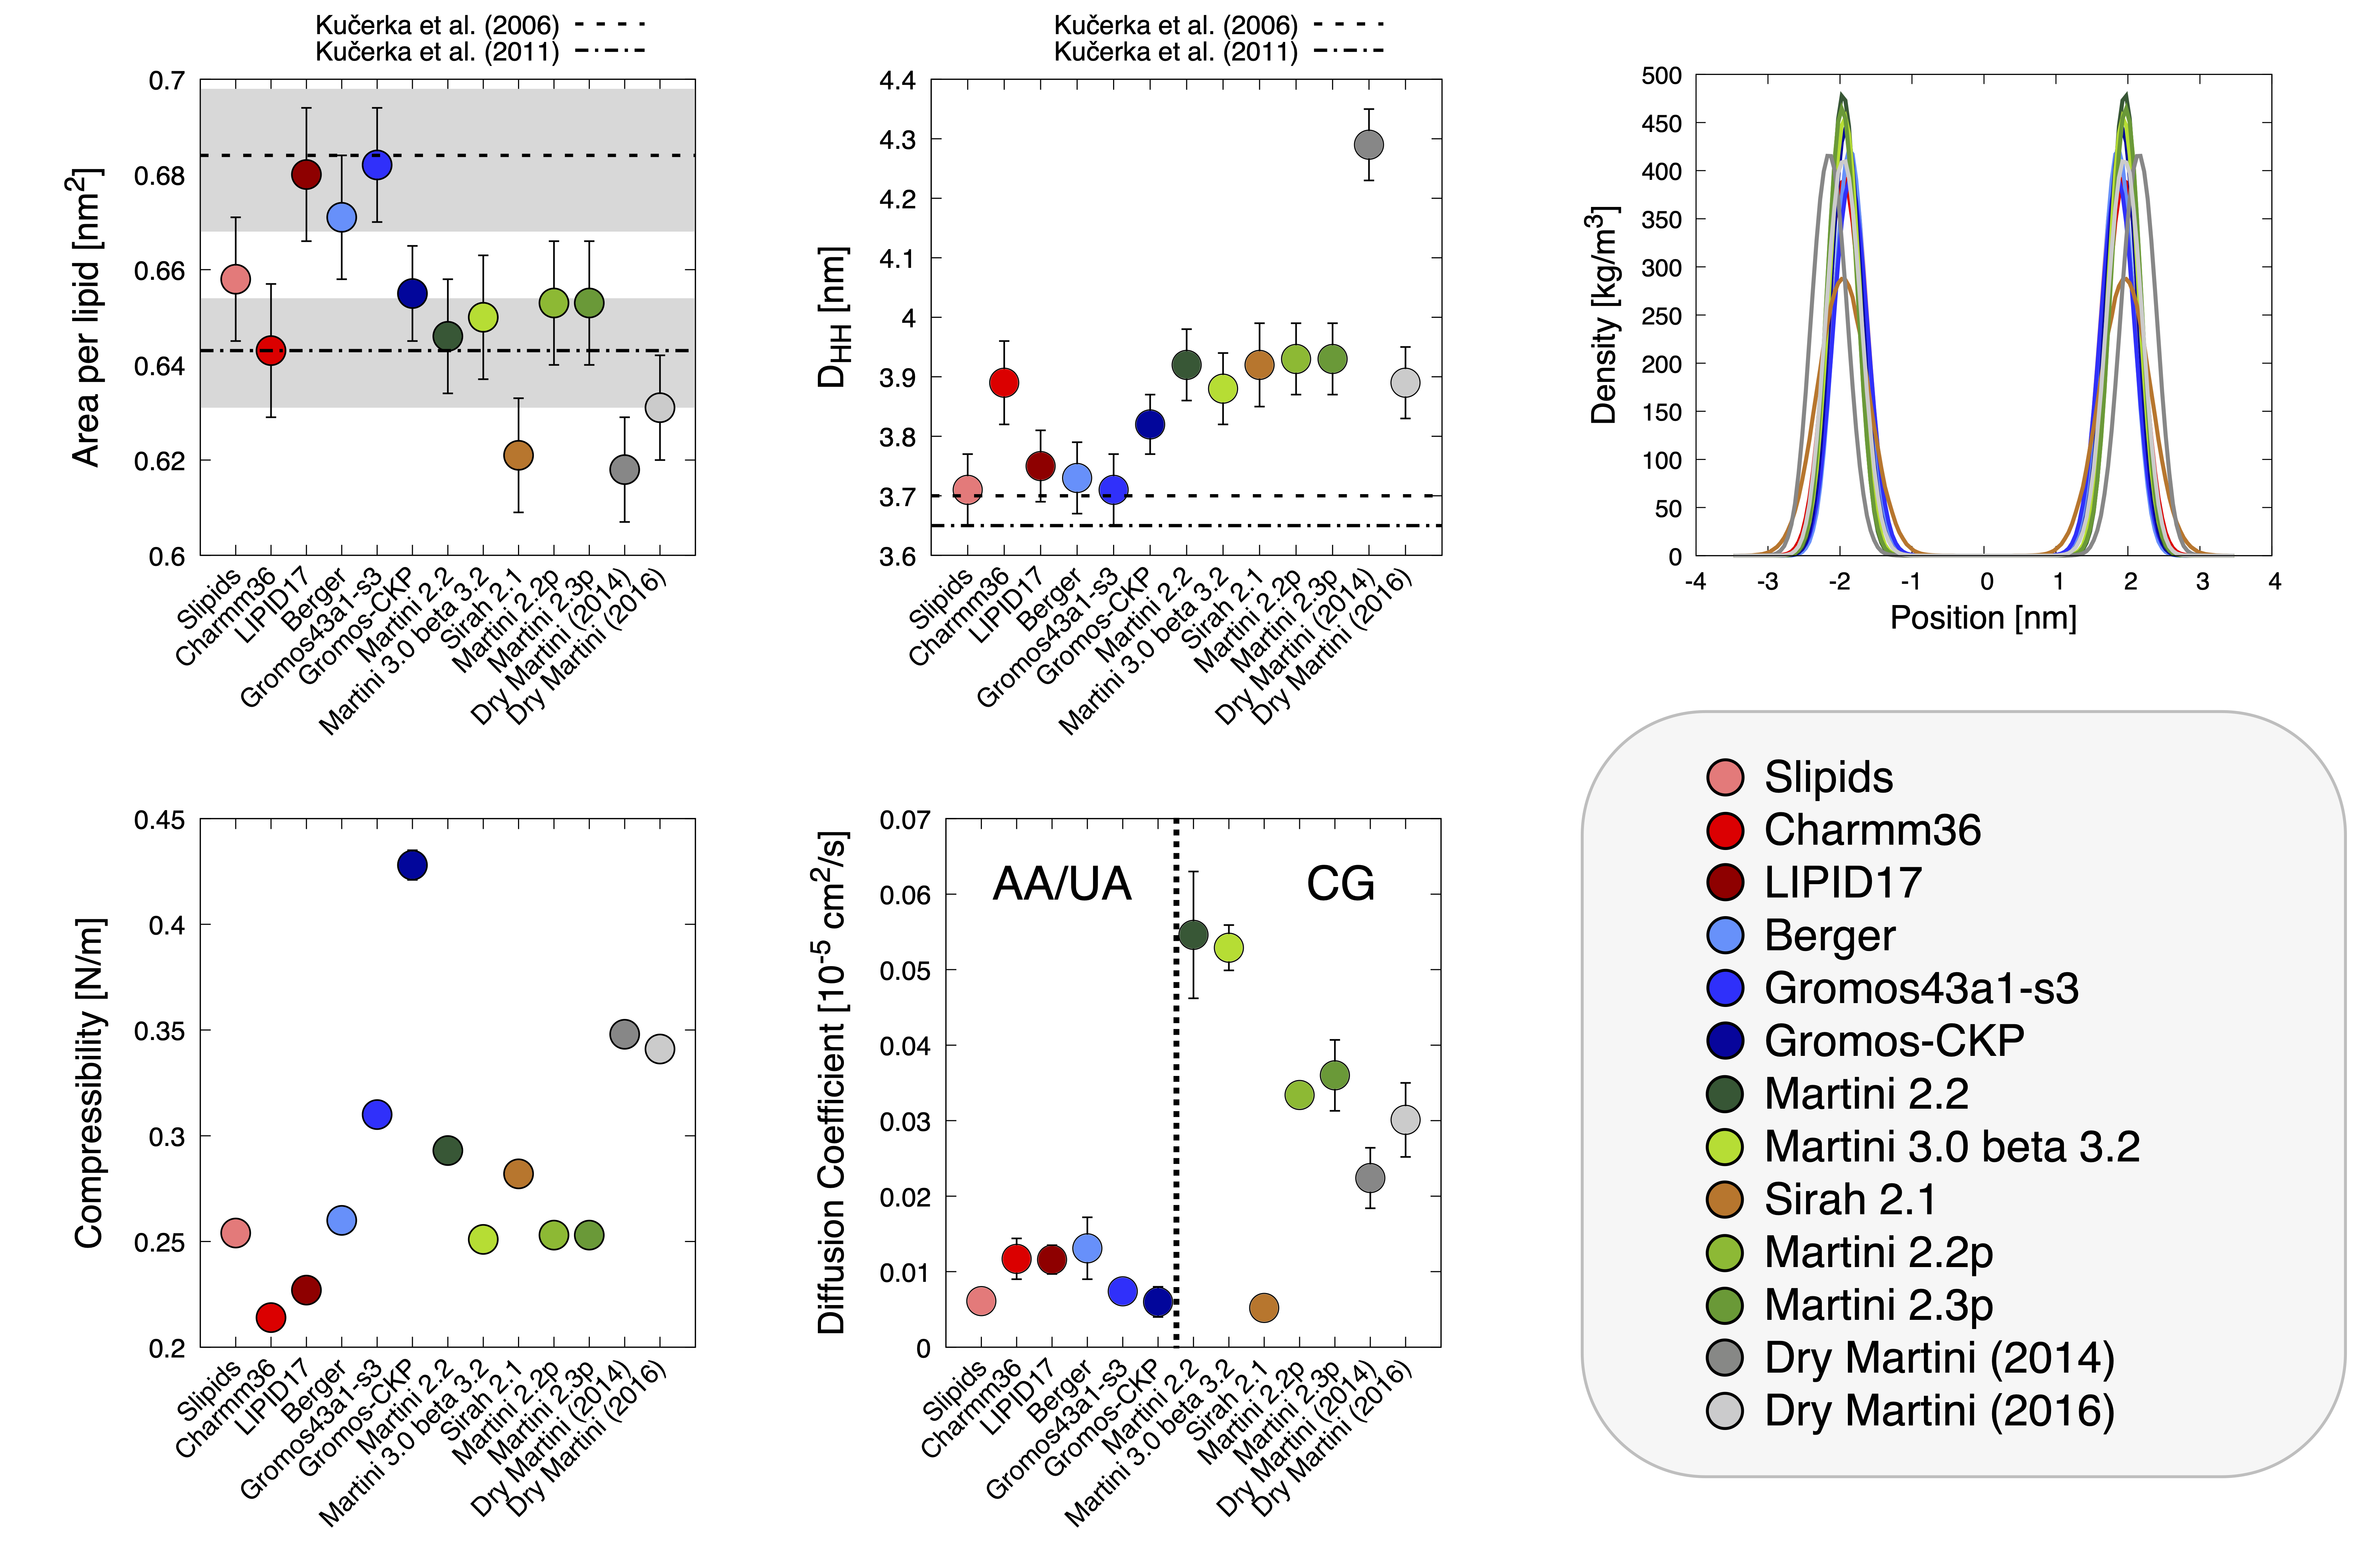 Kučerka et al. (2006)
Kučerka et al. (2011)
0.7
0.68
0.66
0.64
0.62
0.6
Area per lipid [nm2]
Slipids
Charmm36
LIPID17
Berger
Gromos43a1-s3
Gromos-CKP
Martini 2.2
Martini 3.0 beta 3.2
Sirah 2.1
Martini 2.2p
Martini 2.3p
Dry Martini (2014)
Dry Martini (2016)
Kučerka et al. (2006)
Kučerka et al. (2011)
4.4
4.3
4.2
4.1
4
3.9
3.8
3.7
3.6
DHH [nm]
Slipids
Charmm36
LIPID17
Berger
Gromos43a1-s3
Gromos-CKP
Martini 2.2
Martini 3.0 beta 3.2
Sirah 2.1
Martini 2.2p
Martini 2.3p
Dry Martini (2014)
Dry Martini (2016)
500
450
400
350
300
250
200
150
100
50
0
Density [kg/m3]
-4 -3 -2 -1 0 1 2 3 4
Position [nm]
0.45
0.4
0.35
0.3
0.25
0.2
Compressibility [N/m]
Slipids
Charmm36
LIPID17
Berger
Gromos43a1-s3
Gromos-CKP
Martini 2.2
Martini 3.0 beta 3.2
Sirah 2.1
Martini 2.2p
Martini 2.3p
Dry Martini (2014)
Dry Martini (2016)
0.07
0.06
0.05
0.04
0.03
0.02
0.01
0
Diffusion Coefficient [10-5 cm2/s]
AA/UA
CG
Slipids
Charmm36
LIPID17
Berger
Gromos43a1-s3
Gromos-CKP
Martini 2.2
Martini 3.0 beta 3.2
Sirah 2.1
Martini 2.2p
Martini 2.3p
Dry Martini (2014)
Dry Martini (2016)
Slipids
Charmm36
LIPID17
Berger
Gromos43a1-s3
Gromos-CKP
Martini 2.2
Martini 3.0 beta 3.2
Sirah 2.1
Martini 2.2p
Martini 2.3p
Dry Martini (2014)
Dry Martini (2016)